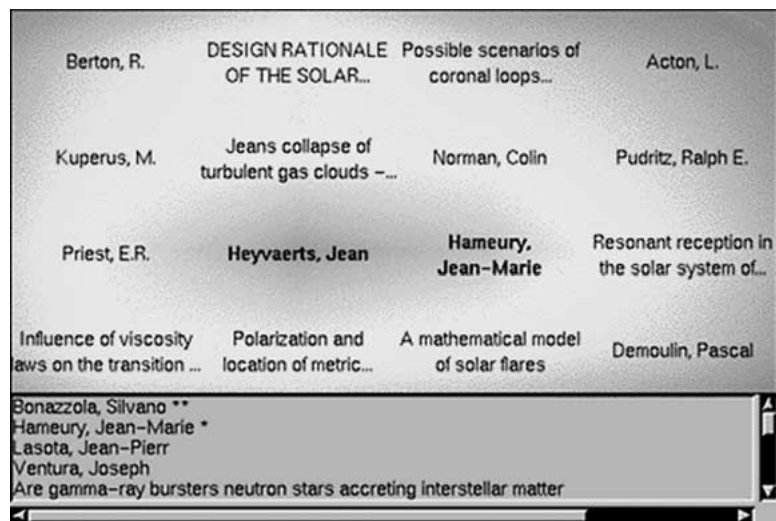 Berton, R.
DESIGN RATIONALE
OF THE SOLAR...
Possible scenarios of
coronal loops...
Acton, L.
Kuperus, M.
Jeans collapse of
turbulent gas clouds –...
Norman, Colin
Pudritz, Ralph E.
Priest, E.R.
Heyvaerts, Jean
Hameury,
Jean–Marie
Resonant reception in
the solar system of...
Influence of viscosity
laws on the transition ...
Polarization and
location of metric...
A mathematical model
of solar flares
Demoulin, Pascal
Bonazzola, Silvano **
Hameury, Jean–Marie *
Lasota, Jean–Pierr
Ventura, Joseph
Are gamma–ray bursters neutron stars accreting interstellar matter